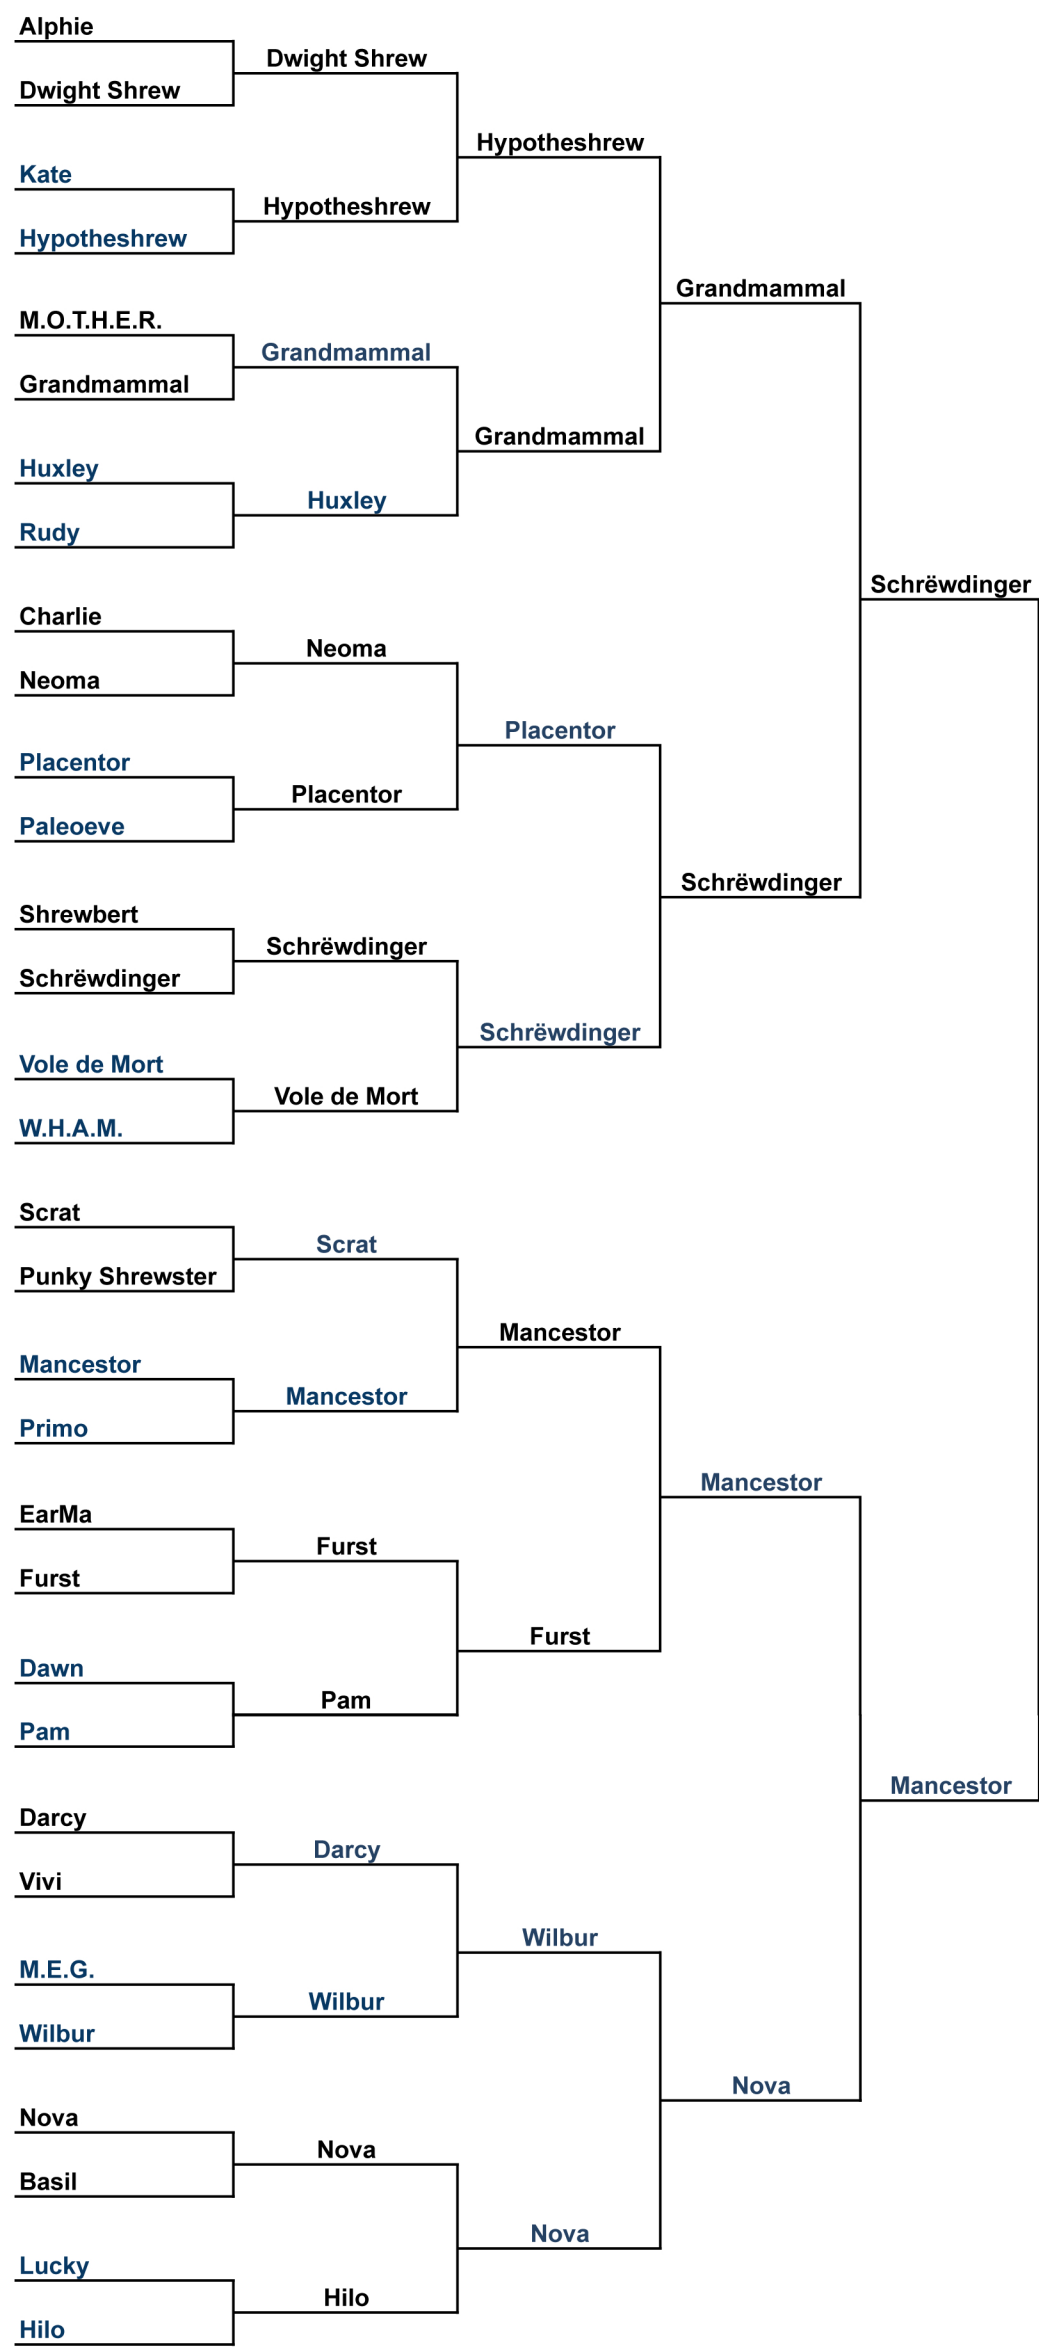 Alphie
Dwight Shrew
Dwight Shrew
Hypotheshrew
Kate
Hypotheshrew
Hypotheshrew
Grandmammal
M.O.T.H.E.R.
Grandmammal
Grandmammal
Grandmammal
Huxley
Huxley
Rudy
Schrëwdinger
Charlie
Neoma
Neoma
Placentor
Placentor
Placentor
Paleoeve
Schrëwdinger
Shrewbert
Schrëwdinger
Schrëwdinger
Schrëwdinger
Vole de Mort
Vole de Mort
W.H.A.M.
Scrat
Scrat
Punky Shrewster
Mancestor
Mancestor
Mancestor
Primo
Mancestor
EarMa
Furst
Furst
Furst
Dawn
Pam
Pam
Mancestor
Darcy
Darcy
Vivi
Wilbur
M.E.G.
Wilbur
Wilbur
Nova
Nova
Nova
Basil
Nova
Lucky
Hilo
Hilo